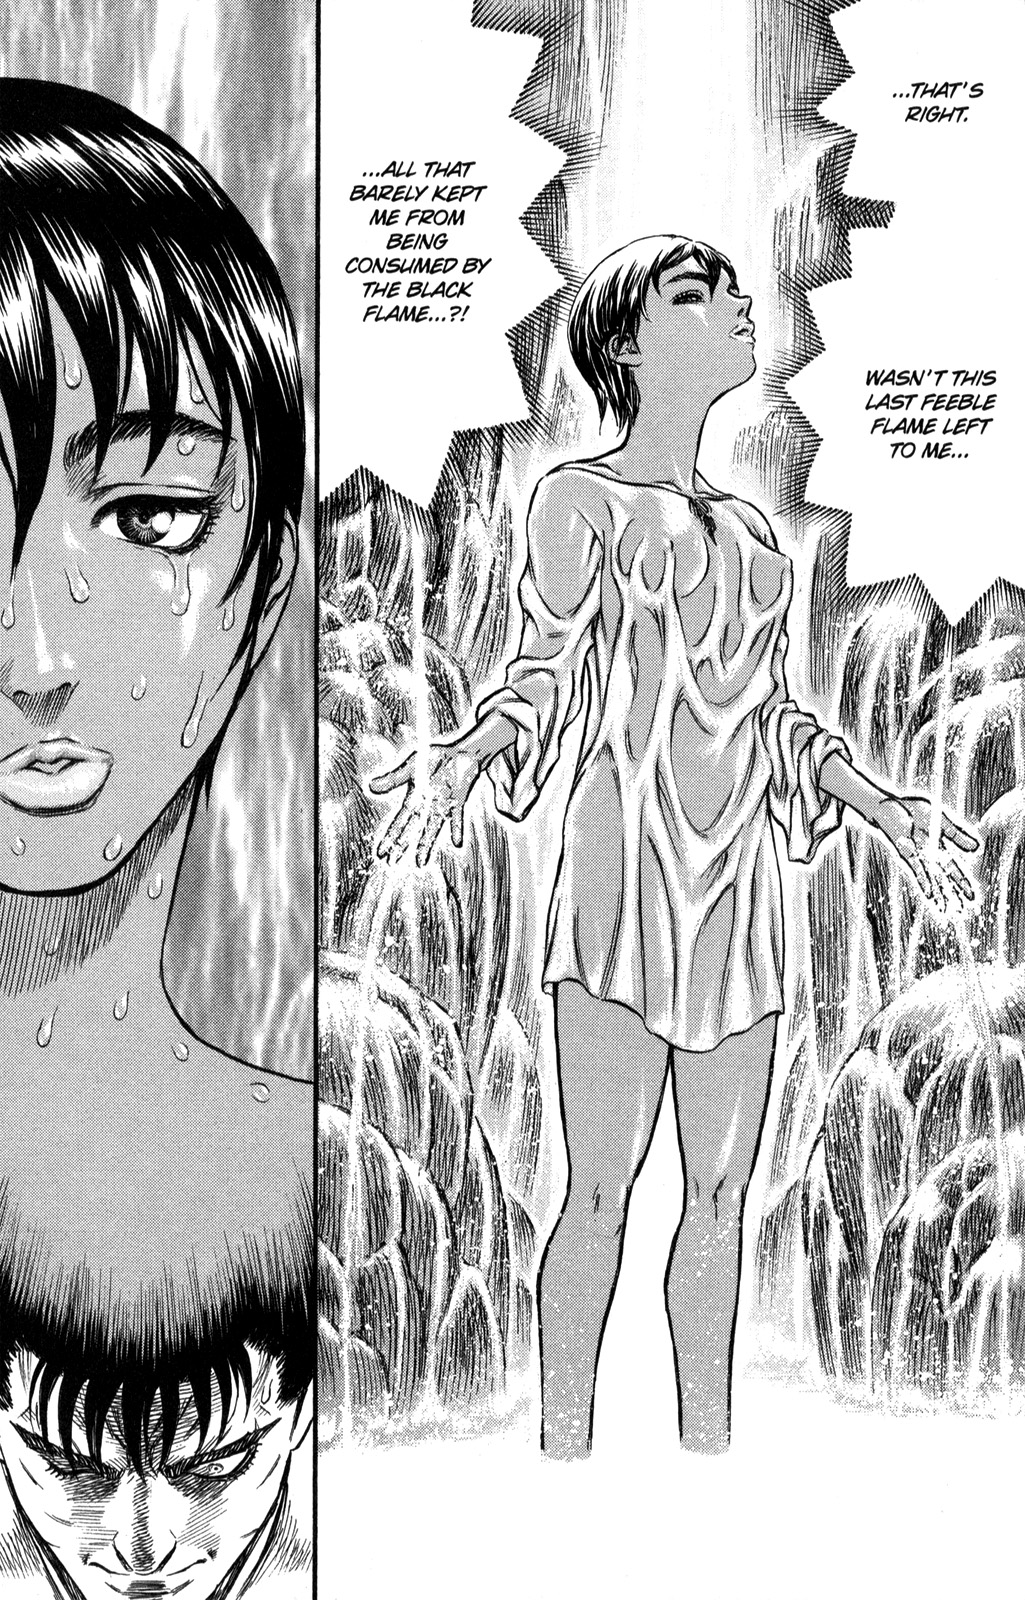 ...THAT'S
RIGHT.
WASN'T THIS
LAST FEEBLE
FLAME LEFT
TO ME...
...ALL THAT
BARELY KEPT
ME FROM
BEING
CONSUMED BY
THE BLACK
FLAME...?!